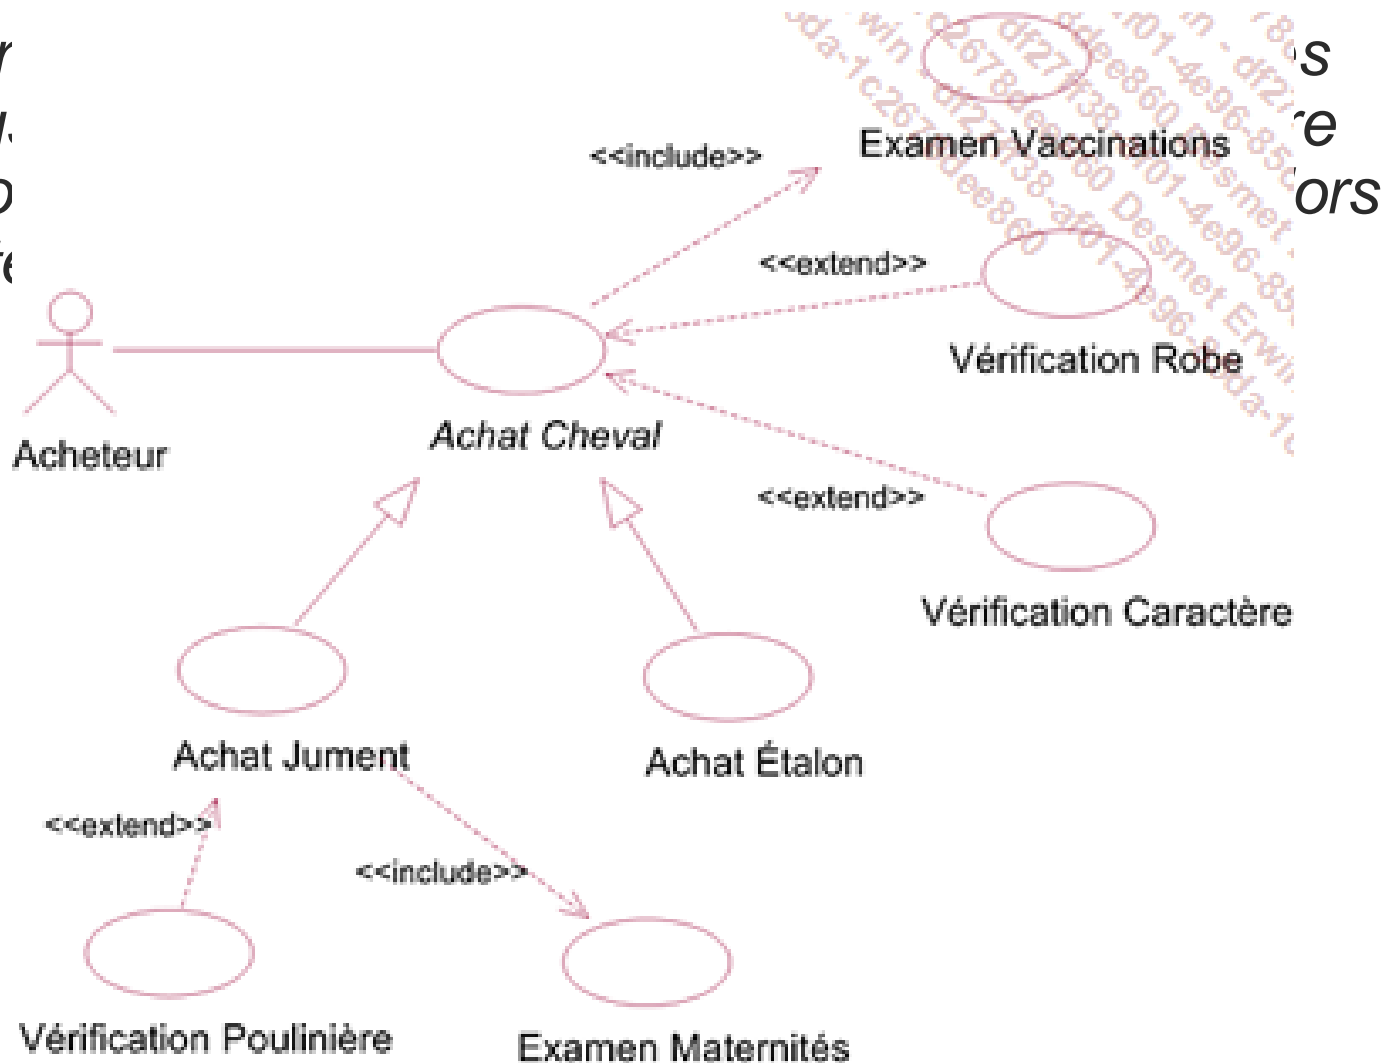 Examen Vaccinations
<<include>>
<<extend>>
Vérification Robe
Acheteur
Achat Cheval
<<extend>>
Vérification Caractère
Achat Jument
Achat Étalon
<<extend>>
<<include>>
Vérification Poulinière
Examen Maternités